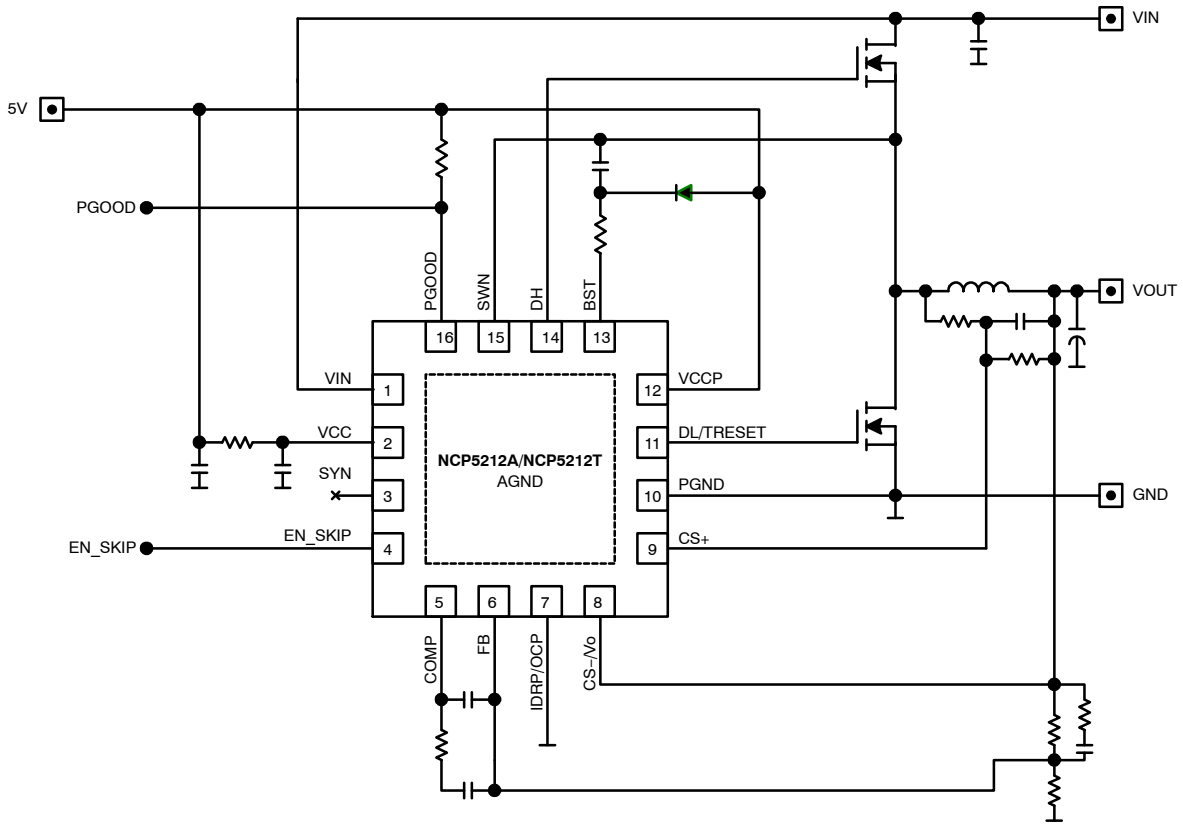 VIN
5V
PGOOD
PGOOD
SWN
DH
BST
16
15
14
13
VOUT
VIN
1
12
VCCP
VCC
2
11
DL/TRESET
NCP5212A/NCP5212T
AGND
SYN
3
10
PGND
GND
EN_SKIP
EN_SKIP
4
9
CS+
5
6
7
8
COMP
FB
IDRP/OCP
CS−/Vo